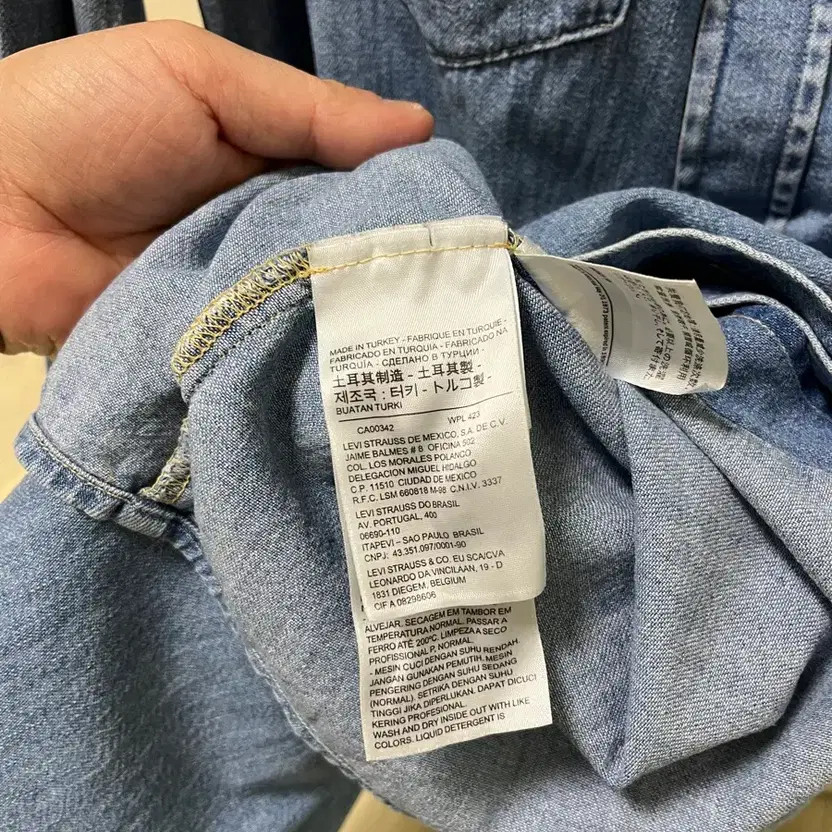 MADE IN TURKEY - FABRIQUE EN TURQUIE -
FABRICADO EN TURQUIA - FABRICADO NA
TURQUÍA - СДЕЛАНО В ТУРЦИИ -
土耳其制造 - 土耳其製 -
제조국 : 터키 - トルコ製 -
BUATAN TURKI
CA00342 WPL 423
LEVI STRAUSS DE MEXICO, S.A. DE C.V.
JAIME BALMES # 8 OFICINA 502
COL. LOS MORALES POLANCO
DELEGACION MIGUEL HIDALGO
C.P. 11510 CIUDAD DE MEXICO
R.F.C. LSM 660818 M-98 C.N.I.V. 3337
LEVI STRAUSS DO BRASIL
AV. PORTUGAL, 400
06690-110
ITAPEVI – SAO PAULO BRASIL
CNPJ: 43.351.097/0001-90
LEVI STRAUSS & CO. EU SCA/CVA
LEONARDO DA VINCILAAN, 19 - D
1831 DIEGEM, BELGIUM
CIF A 08298606
ALVEJAR. SECAGEM EM TAMBOR EM
TEMPERATURA NORMAL. PASSAR A
FERRO ATÉ 200ºC. LIMPEZA A SECO
PROFISSIONAL P, NORMAL.
- MESIN CUCI DENGAN SUHU RENDAH.
JANGAN GUNAKAN PEMUTIH. MESIN
PENGERING DENGAN SUHU SEDANG
(NORMAL). SETRIKA DENGAN SUHU
TINGGI JIKA DIPERLUKAN. DAPAT DICUCI
KERING PROFESIONAL.
WASH AND DRY INSIDE OUT WITH LIKE
COLORS. LIQUID DETERGENT IS